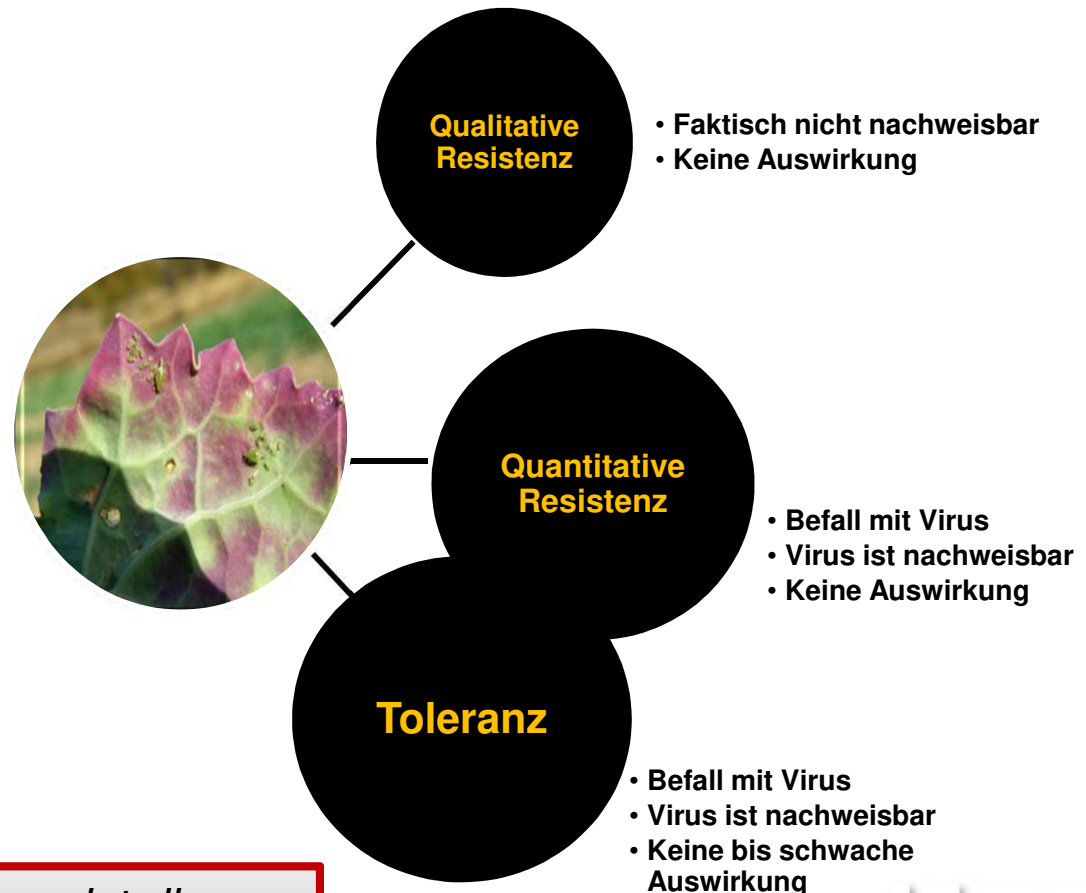 Qualitative
Resistenz
• Faktisch nicht nachweisbar
• Keine Auswirkung
Quantitative
Resistenz
• Befall mit Virus
• Virus ist nachweisbar
• Keine Auswirkung
Toleranz
• Befall mit Virus
• Virus ist nachweisbar
• Keine bis schwache
Auswirkung